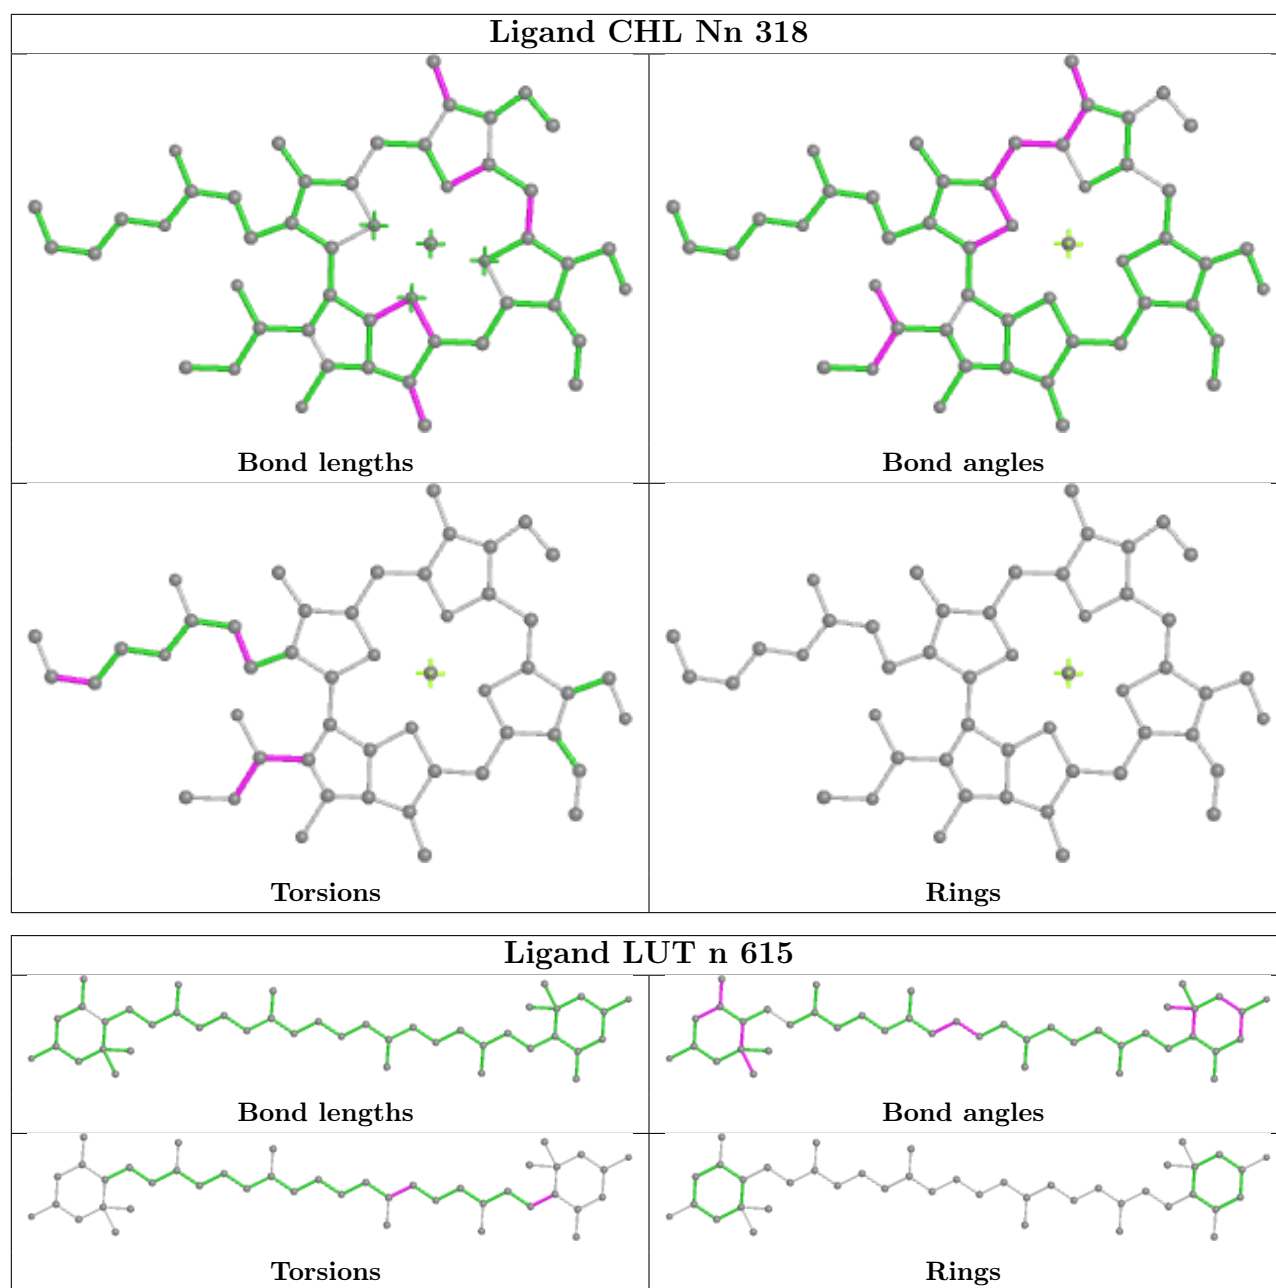 Ligand CHL Nn 318
Bond lengths
Bond angles
Torsions
Rings
Ligand LUT n 615
Bond lengths
Bond angles
Torsions
Rings